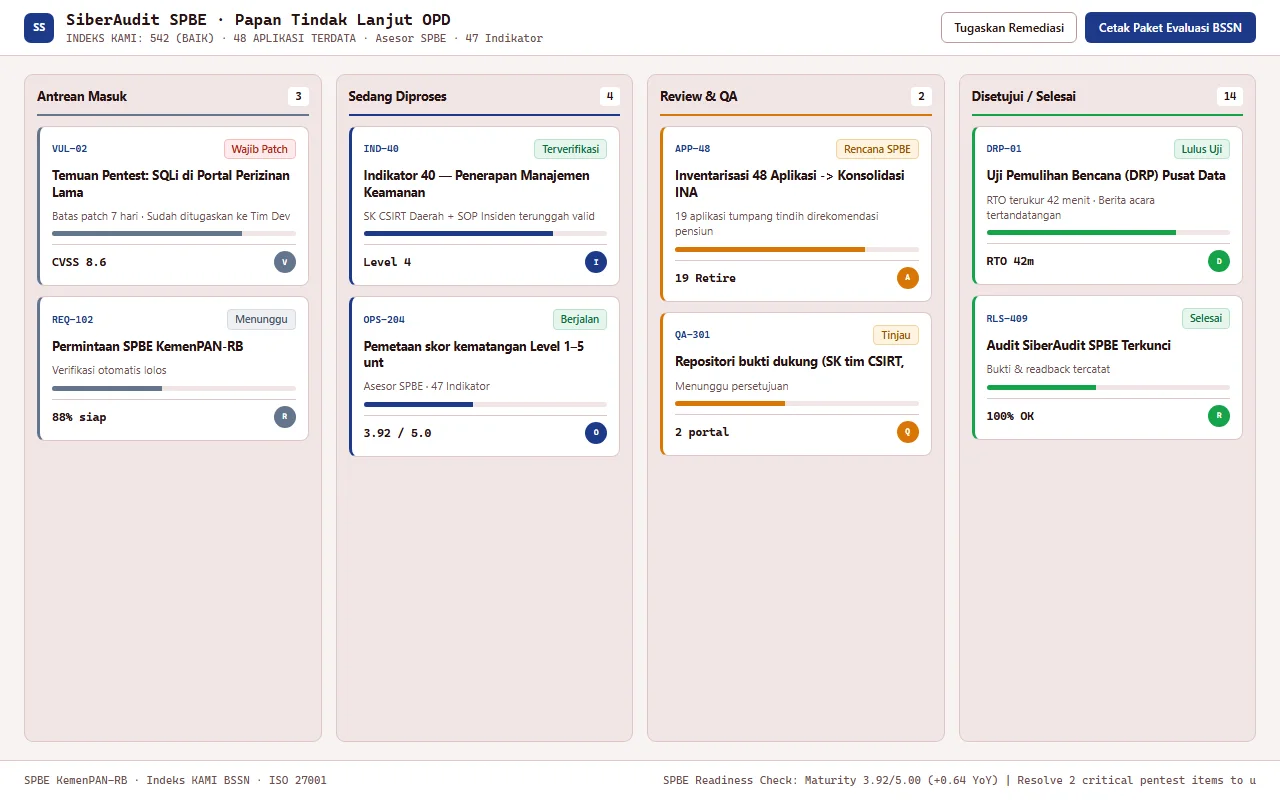 SS
SiberAudit SPBE · Papan Tindak Lanjut OPD
INDEKS KAMI: 542 (BAIK) · 48 APLIKASI TERDATA · Asesor SPBE · 47 Indikator
Tugaskan Remediasi
Cetak Paket Evaluasi BSSN
Antrean Masuk
3
VUL-02
Wajib Patch
Temuan Pentest: SQLi di Portal Perizinan
Lama
Batas patch 7 hari · Sudah ditugaskan ke Tim Dev
CVSS 8.6
V
REQ-102
Menunggu
Permintaan SPBE KemenPAN-RB
Verifikasi otomatis lolos
88% siap
R
Sedang Diproses
4
IND-40
Terverifikasi
Indikator 40 — Penerapan Manajemen
Keamanan
SK CSIRT Daerah + SOP Insiden terunggah valid
Level 4
I
OPS-204
Berjalan
Pemetaan skor kematangan Level 1–5
unt
Asesor SPBE · 47 Indikator
3.92 / 5.0
O
Review & QA
2
APP-48
Rencana SPBE
Inventarisasi 48 Aplikasi -> Konsolidasi
INA
19 aplikasi tumpang tindih direkomendasi
pensiun
19 Retire
A
QA-301
Tinjau
Repositori bukti dukung (SK tim CSIRT,
Menunggu persetujuan
2 portal
Q
Disetujui / Selesai
14
DRP-01
Lulus Uji
Uji Pemulihan Bencana (DRP) Pusat Data
RTO terukur 42 menit · Berita acara
tertandatangan
RTO 42m
D
RLS-409
Selesai
Audit SiberAudit SPBE Terkunci
Bukti & readback tercatat
100% OK
R
SPBE KemenPAN-RB · Indeks KAMI BSSN · ISO 27001
SPBE Readiness Check: Maturity 3.92/5.00 (+0.64 YoY) | Resolve 2 critical pentest items to u